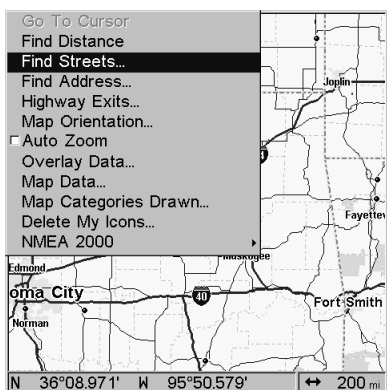 Go To Cursor
Find Distance
Find Streets...
Find Address...
Highway Exits...
Map Orientation...
Auto Zoom
Overlay Data...
Map Data...
Map Categories Drawn...
Delete My Icons...
NMEA 2000
Joplin
Fayettev
Muskogee
Edmond
oma City
40
Fort Smith
Norman
N 36°08.971' W 95°50.579' ↔ 200 mi